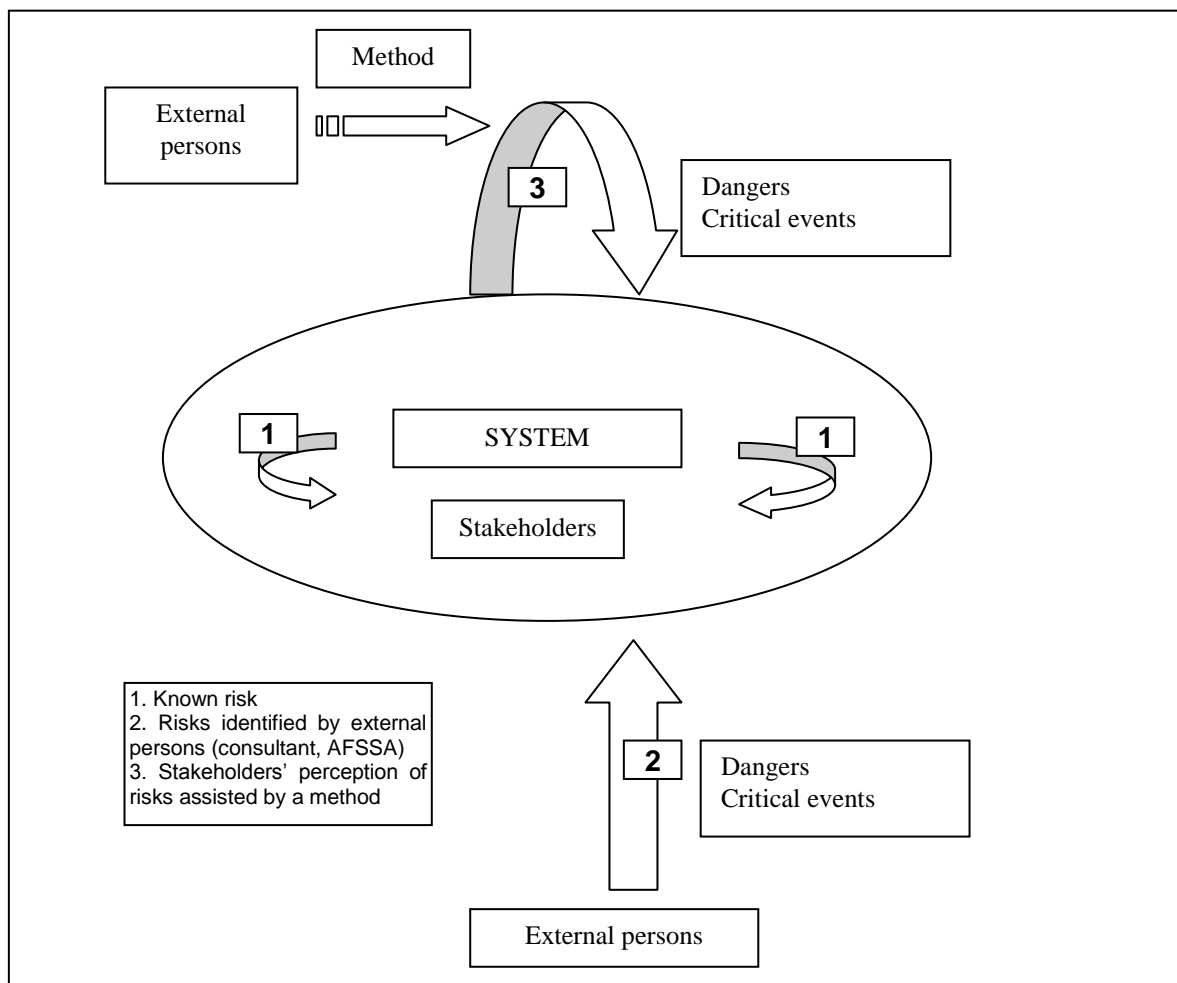 Method
External
persons
3
Dangers
Critical events
1
SYSTEM
1
Stakeholders
1. Known risk
2. Risks identified by external
persons (consultant, AFSSA)
3. Stakeholders’ perception of
risks assisted by a method
2
Dangers
Critical events
External persons